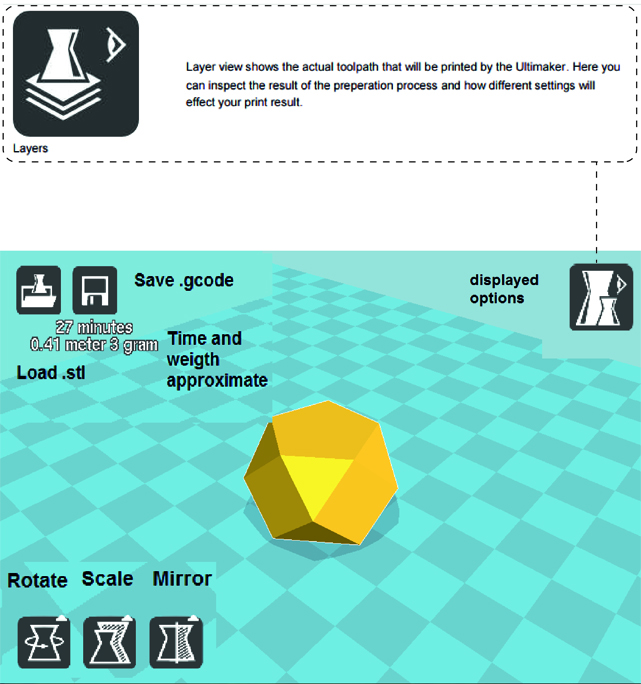 Layer view shows the actual toolpath that will be printed by the Ultimaker. Here you
can inspect the result of the preperation process and how different settings will
effect your print result.
Layers
Save .gcode
displayed
options
27 minutes
0.41 meter 3 gram
Time and
weigth
approximate
Load .stl
Rotate
Scale
Mirror